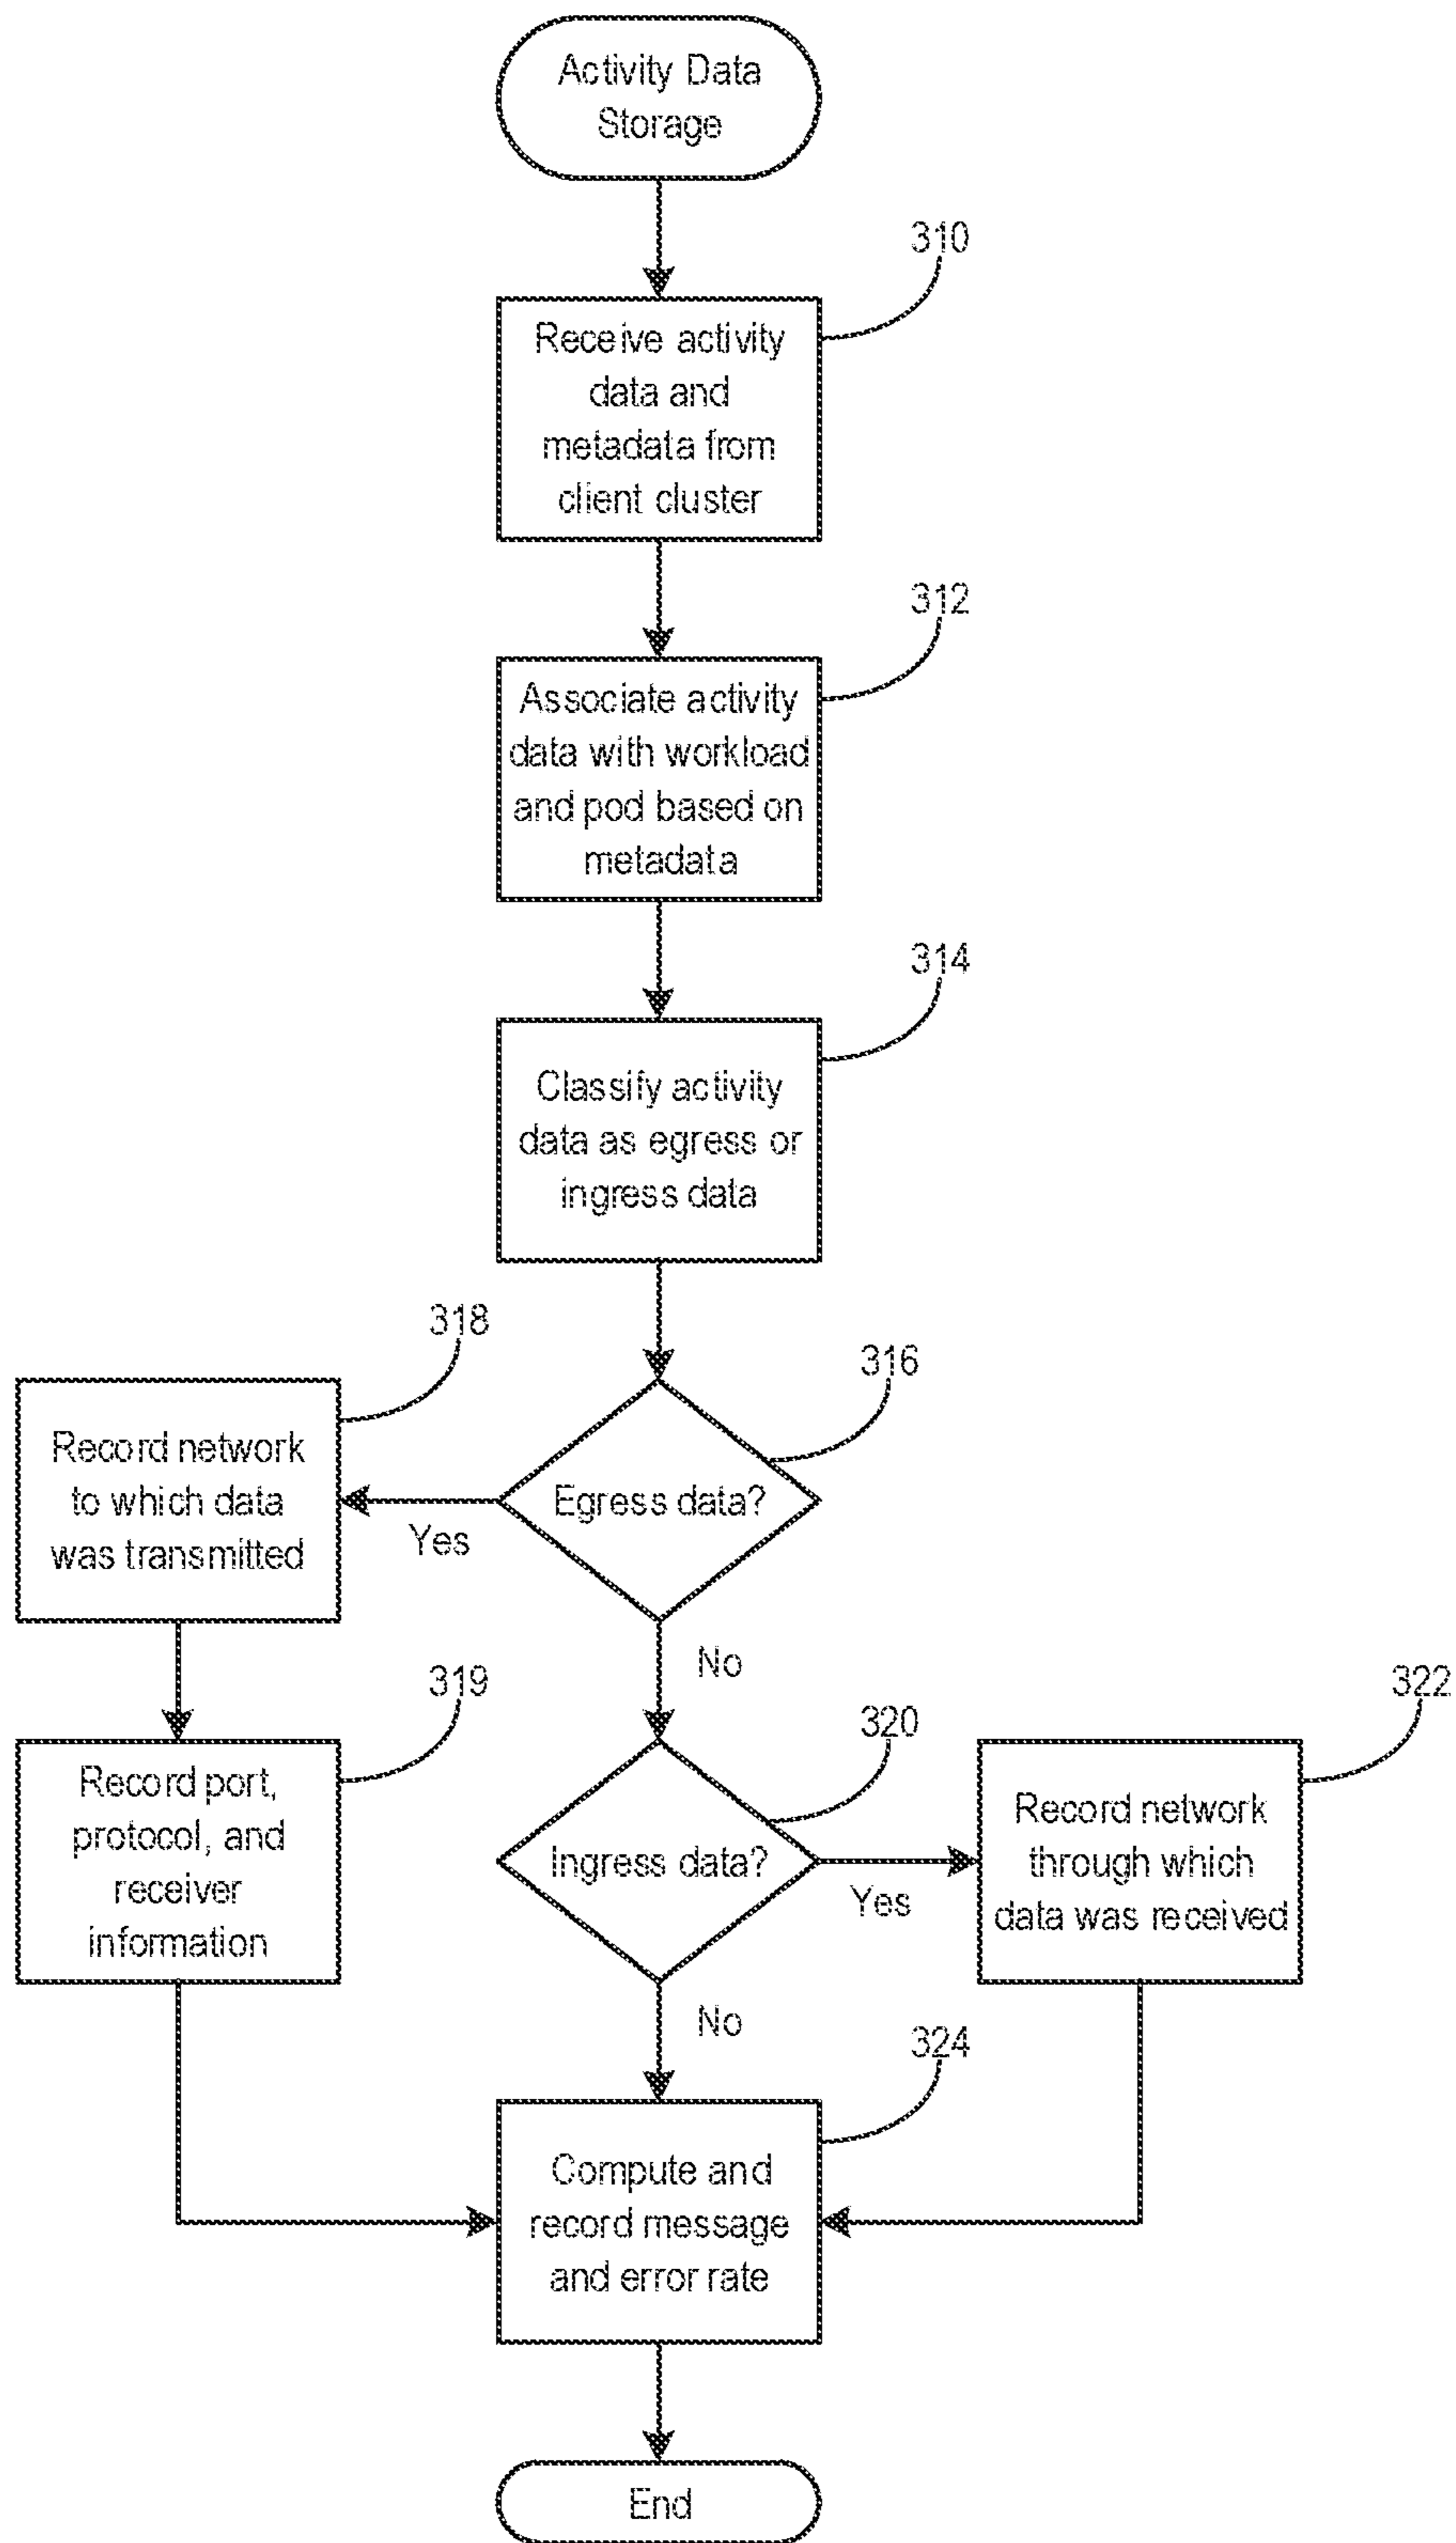 Activity Data
Storage
310
Receive activity
data and
metadata from
client cluster
312
Associate activity
data with workload
and pod based on
metadata
314
Classify activity
data as egress or
ingress data
318
316
Record network
to which data
was transmitted
Egress data?
Yes
No
319
320
322
Record port,
protocol, and
receiver
information
Ingress data?
Yes
Record network
through which
data was received
No
324
Compute and
record message
and error rate
End